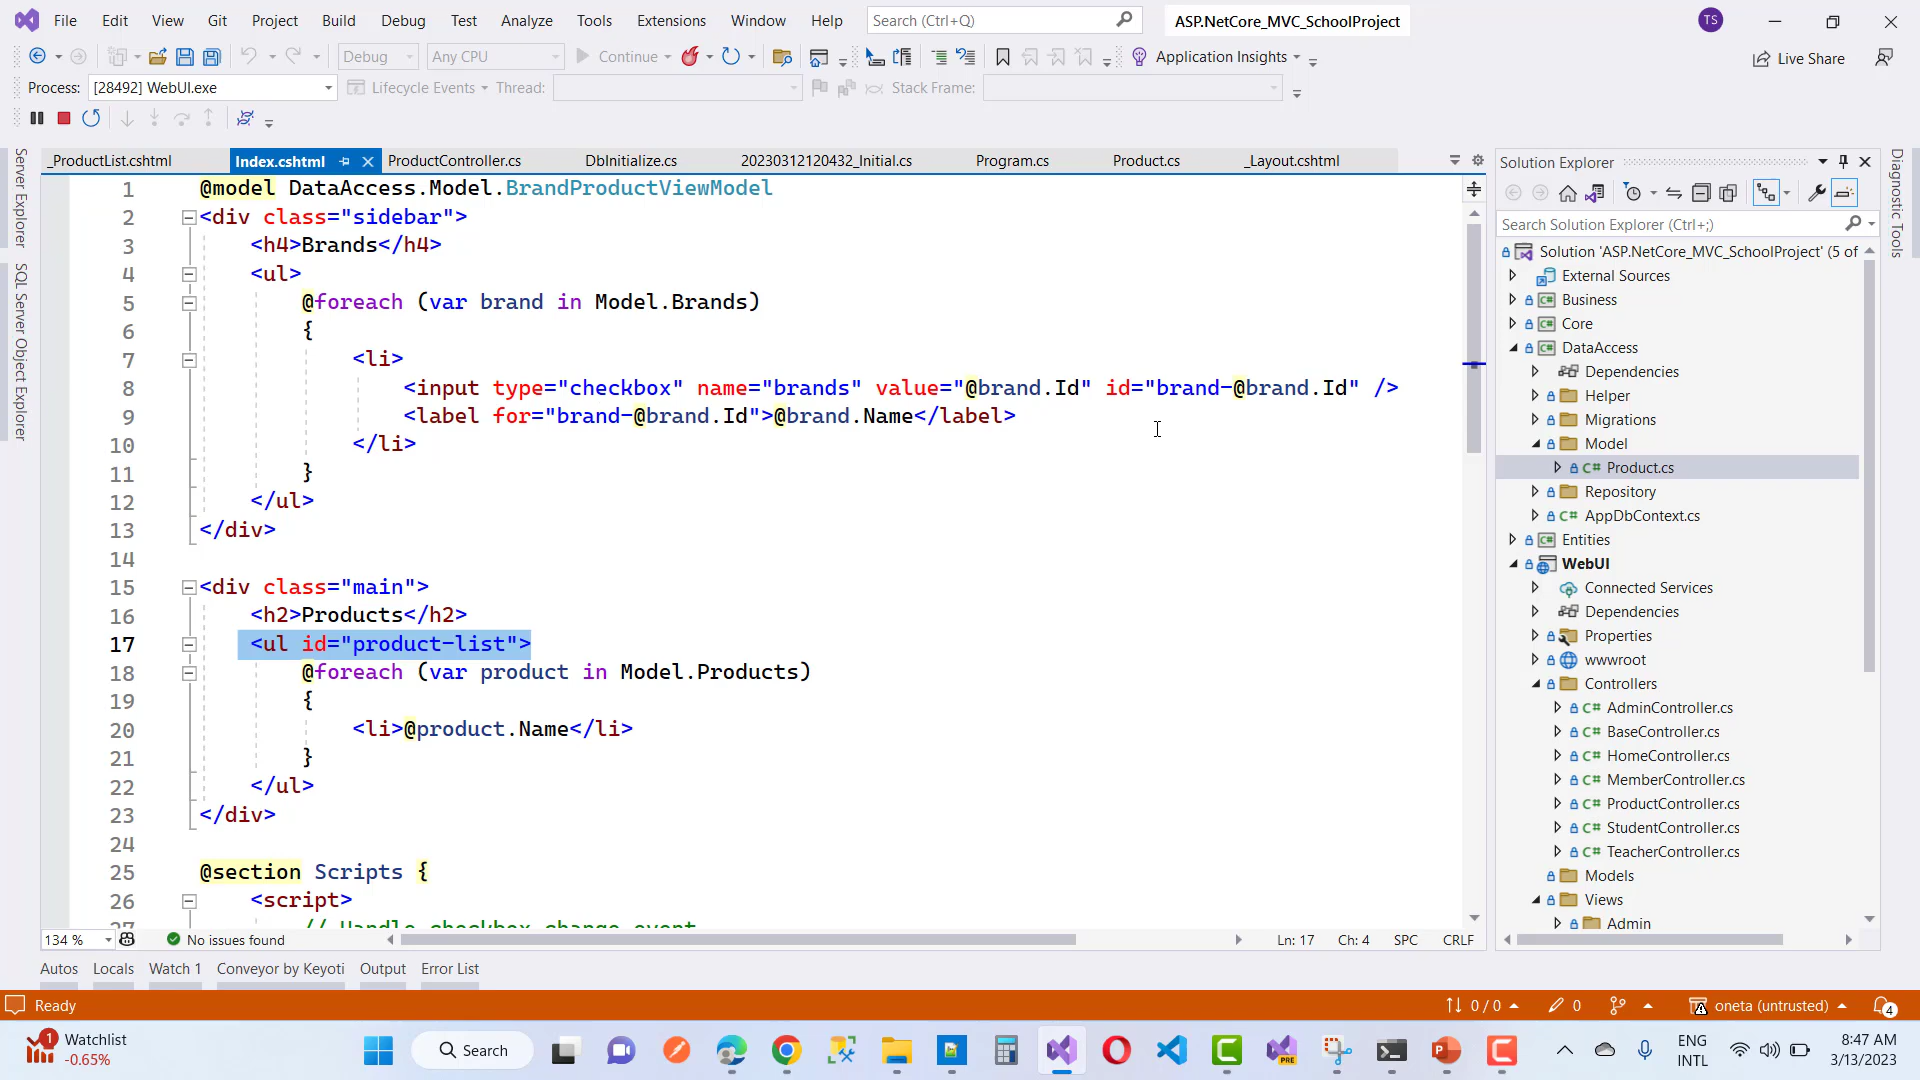 File Edit View Git Project Build Debug Test Analyze Tools Extensions Window Help Search (Ctrl+Q) ASP.NetCore_MVC_SchoolProject TS
Debug Any CPU Continue Application Insights Live Share
Process: [28492] WebUI.exe Lifecycle Events Thread: Stack Frame:
Server Explorer
SQL Server Object Explorer
_ProductList.cshtml Index.cshtml ProductController.cs DbInitialize.cs 20230312120432_Initial.cs Program.cs Product.cs _Layout.cshtml
1 @model DataAccess.Model.BrandProductViewModel
2 <div class="sidebar">
3 <h4>Brands</h4>
4 <ul>
5 @foreach (var brand in Model.Brands)
6 {
7 <li>
8 <input type="checkbox" name="brands" value="@brand.Id" id="brand-@brand.Id" />
9 <label for="brand-@brand.Id">@brand.Name</label>
10 </li>
11 }
12 </ul>
13 </div>
14
15 <div class="main">
16 <h2>Products</h2>
17 <ul id="product-list">
18 @foreach (var product in Model.Products)
19 {
20 <li>@product.Name</li>
21 }
22 </ul>
23 </div>
24
25 @section Scripts {
26 <script>
27 // Handle checkbox change event
134 % No issues found Ln: 17 Ch: 4 SPC CRLF
Solution Explorer
Search Solution Explorer (Ctrl+;)
Solution 'ASP.NetCore_MVC_SchoolProject' (5 of
External Sources
Business
Core
DataAccess
Dependencies
Helper
Migrations
Model
Product.cs
Repository
AppDbContext.cs
Entities
WebUI
Connected Services
Dependencies
Properties
wwwroot
Controllers
AdminController.cs
BaseController.cs
HomeController.cs
MemberController.cs
ProductController.cs
StudentController.cs
TeacherController.cs
Models
Views
Admin
Diagnostic Tools
Autos Locals Watch 1 Conveyor by Keyoti Output Error List
Ready 0 / 0 0 oneta (untrusted) 4
1 Watchlist
-0.65%
Search
PRE
ENG
INTL
8:47 AM
3/13/2023